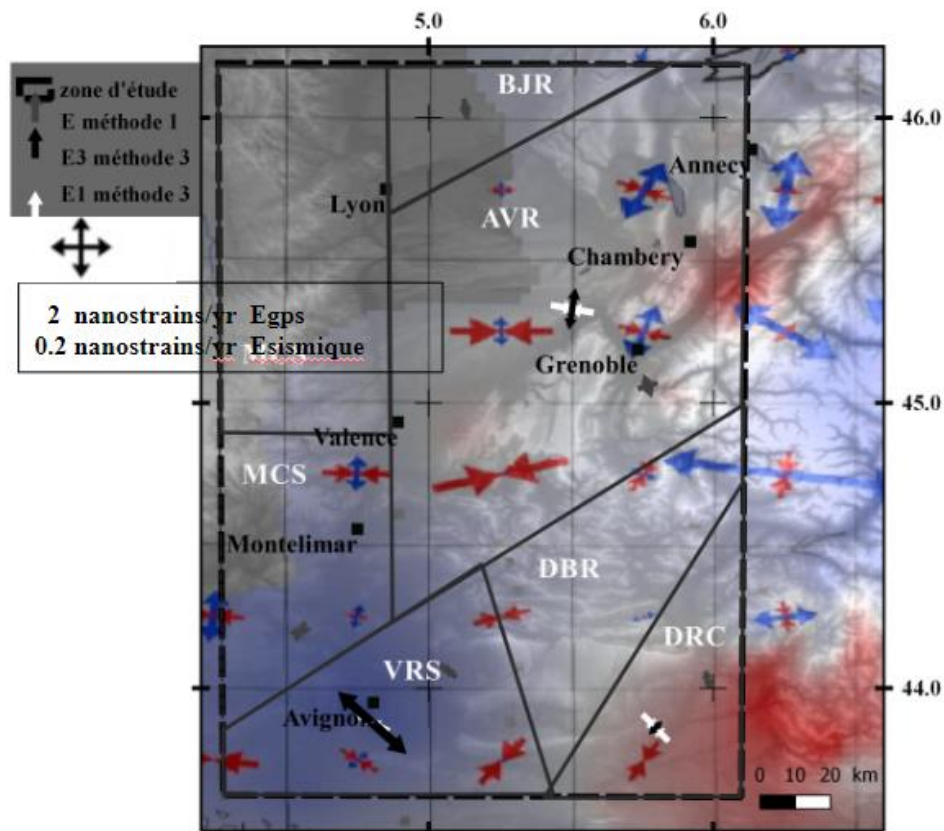 5.0 6.0
zone d'étude
E méthode 1
E3 méthode 3
E1 méthode 3
2 nanostrains/yr Egps
0.2 nanostrains/yr Esismique
BJR
46.0
Annecy
Lyon
AVR
Chambéry
Grenoble
45.0
Valence
MCS
Montelimar
DBR
DRC
VRS
44.0
Avignon
0 10 20 km